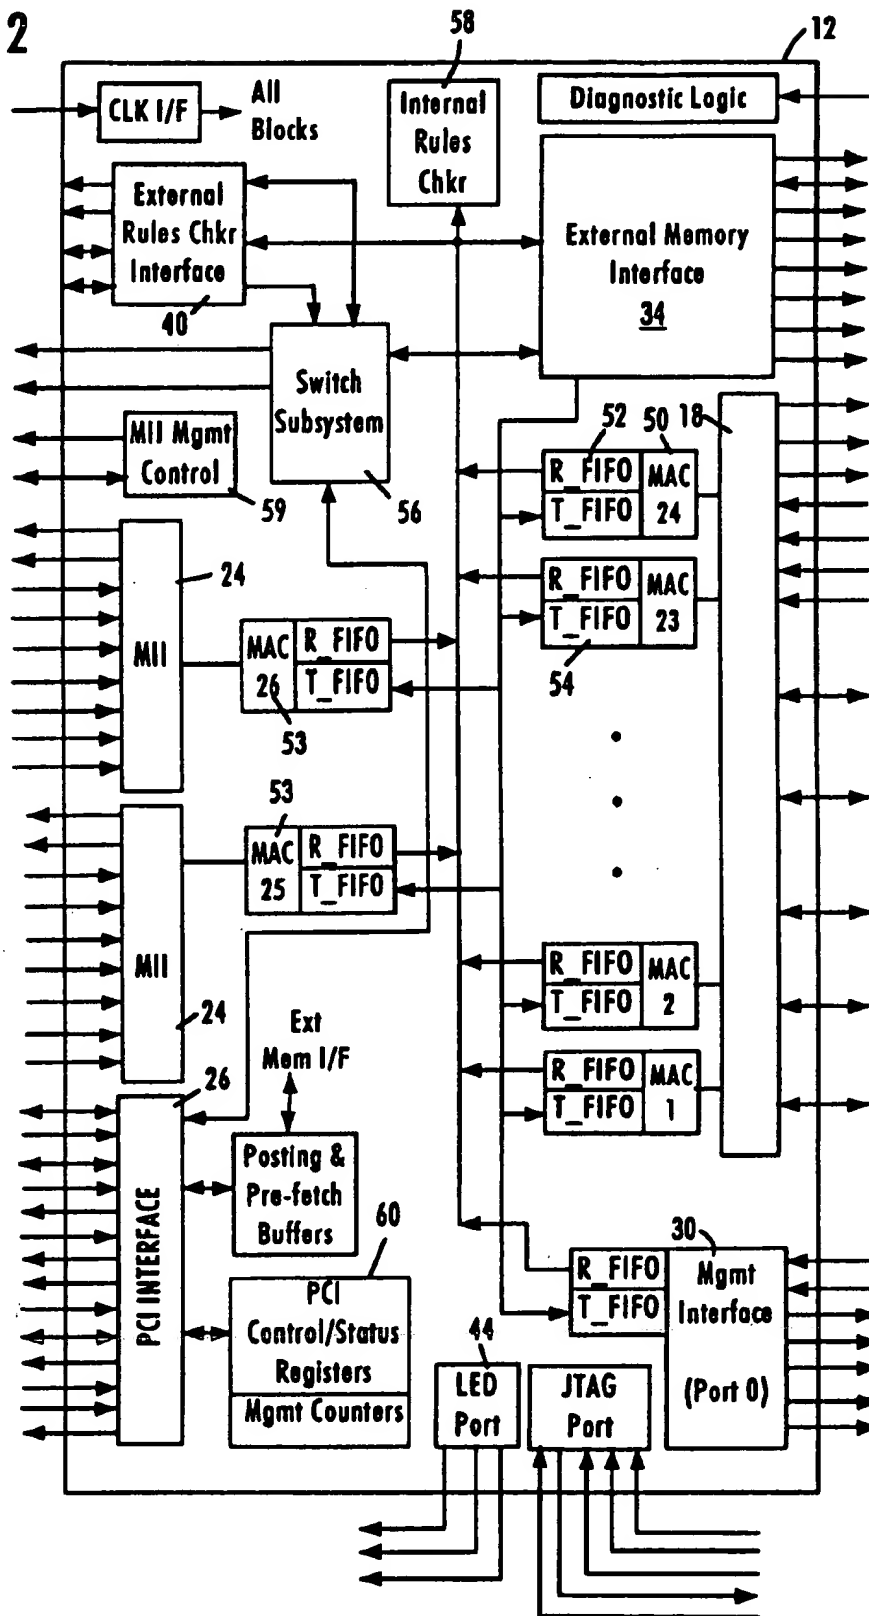 2
58
12
CLK I/F
All
Blocks
Internal
Rules
Chkr
Diagnostic Logic
External
Rules Chkr
Interface
40
External Memory
Interface
34
Switch
Subsystem
56
MII Mgmt
Control
59
52
50
18
R_FIFO
T_FIFO
MAC
24
R_FIFO
T_FIFO
MAC
23
54
24
MII
MAC
26
R_FIFO
T_FIFO
53
53
MAC
25
R_FIFO
T_FIFO
MII
24
R_FIFO
T_FIFO
MAC
2
R_FIFO
T_FIFO
MAC
1
Ext
Mem I/F
26
PCI INTERFACE
Posting &
Pre-fetch
Buffers
60
PCI
Control/Status
Registers
Mgmt Counters
30
R_FIFO
T_FIFO
Mgmt
Interface
(Port 0)
44
LED
Port
JTAG
Port